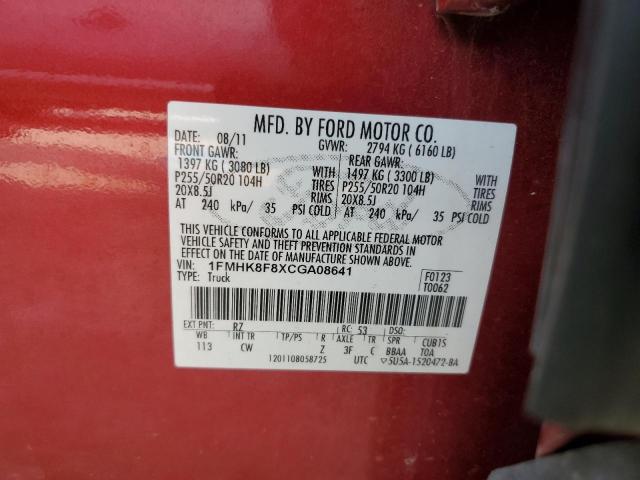 MFD. BY FORD MOTOR CO.
DATE: 08/11 GVWR: 2794 KG (6160 LB)
FRONT GAWR: REAR GAWR:
1397 KG (3080 LB) WITH 1497 KG (3300 LB) WITH
P255/50R20 104H TIRES P255/50R20 104H TIRES
20X8.5J RIMS 20X8.5J RIMS
AT 240 kPa/ 35 PSI COLD AT 240 kPa/ 35 PSI COLD
THIS VEHICLE CONFORMS TO ALL APPLICABLE FEDERAL MOTOR
VEHICLE SAFETY AND THEFT PREVENTION STANDARDS IN
EFFECT ON THE DATE OF MANUFACTURE SHOWN ABOVE.
VIN: 1FMHK8F8XCGA08641 F0123
TYPE: Truck T0062
EXT PNT: RZ RC: 53 DSO:
WB INT TR TP/PS R AXLE TR SPR CUB1S
113 CW Z 3F C BBAA TOA
1201108058725 UTC ▽5U5A-1520472-BA